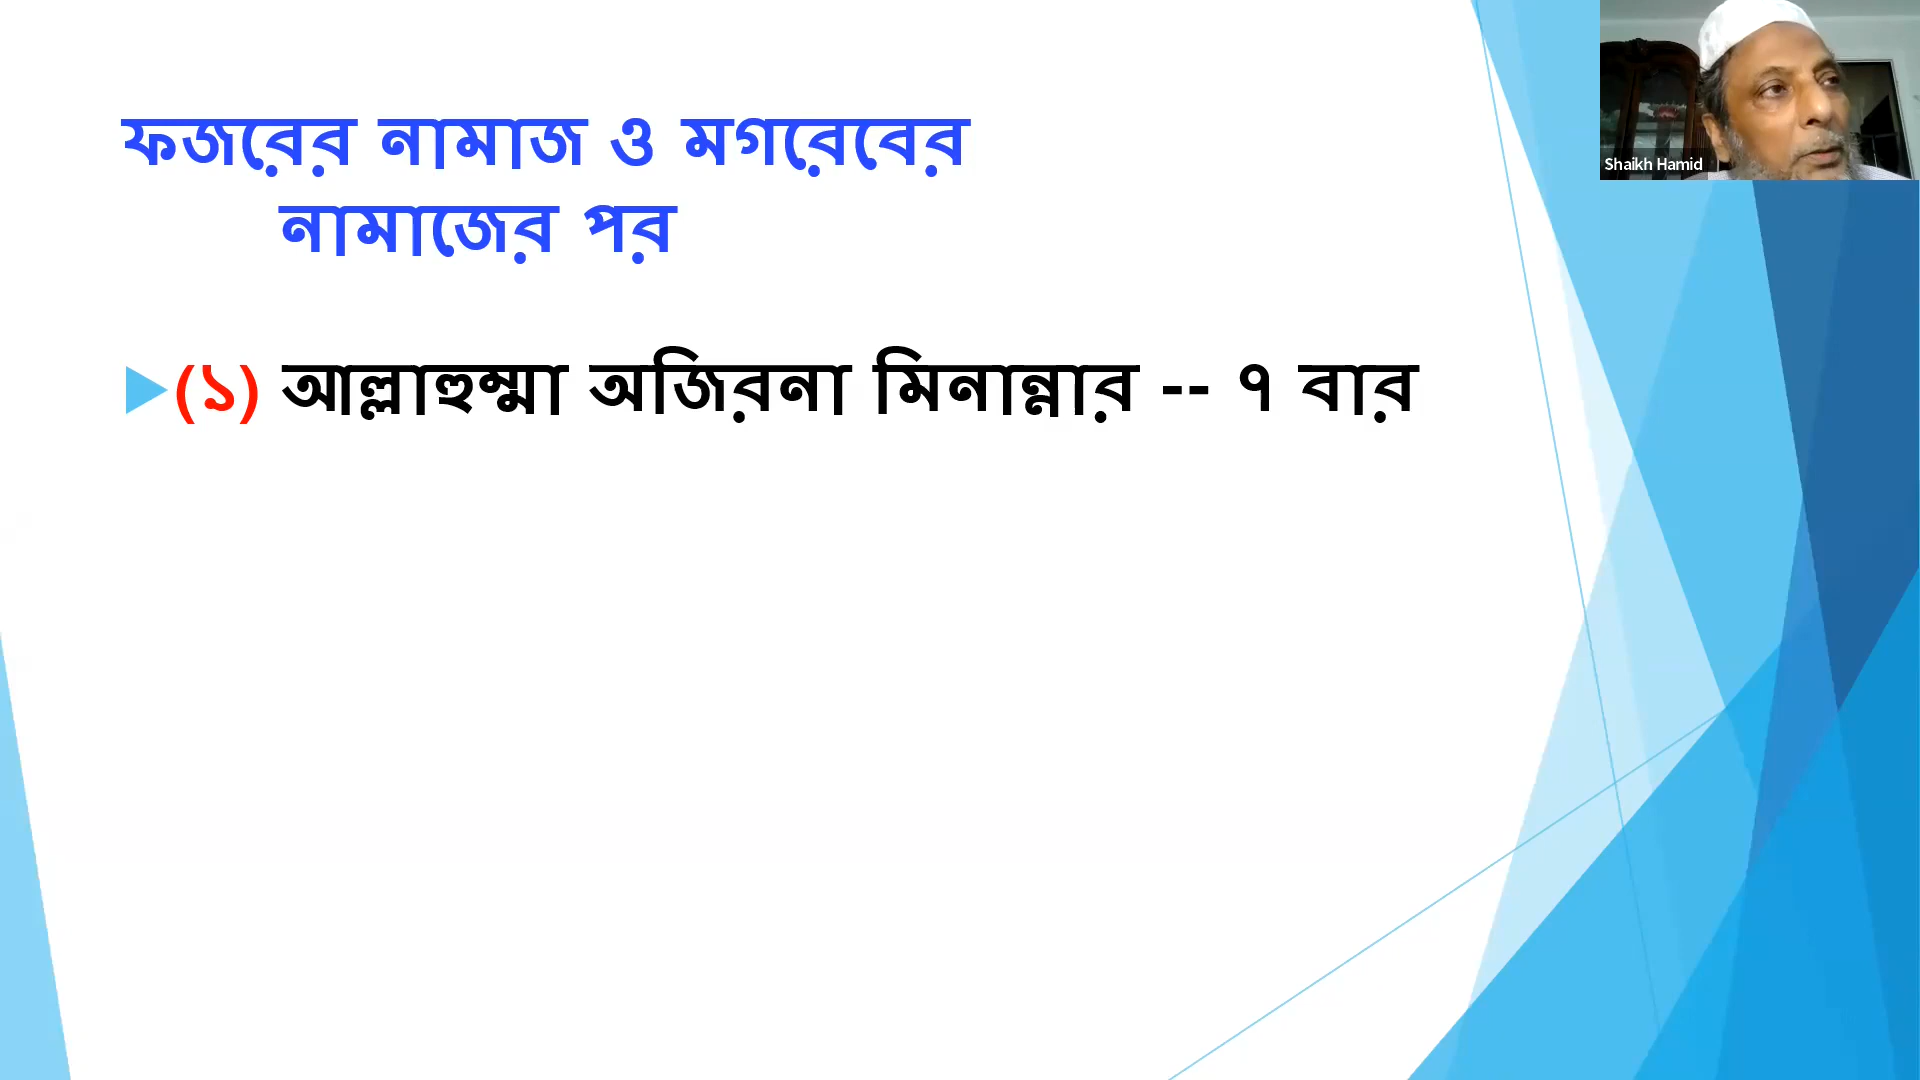 ফজরের নামাজ ও মগরেবের
নামাজের পর
(১) আল্লাহুম্মা অজিরনা মিনান্নার -- ৭ বার
Shaikh Hamid